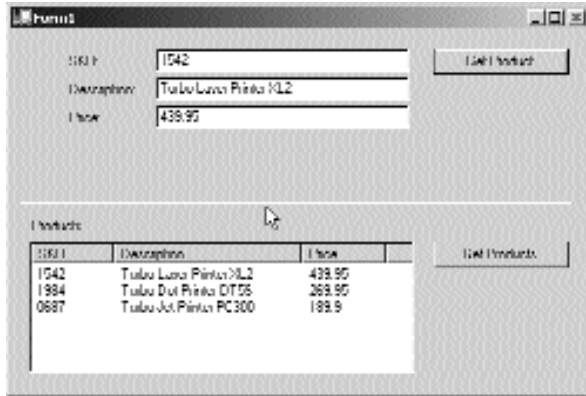 Form1
SKU: 1542 Get Product
Description: Turbo Laser Printer XL2
Price: 439.95
Products:
SKU Description Price Get Products
1542 Turbo Laser Printer XL2 439.95
1984 Turbo Dot Printer DT55 269.95
0687 Turbo Jet Printer PC300 189.9